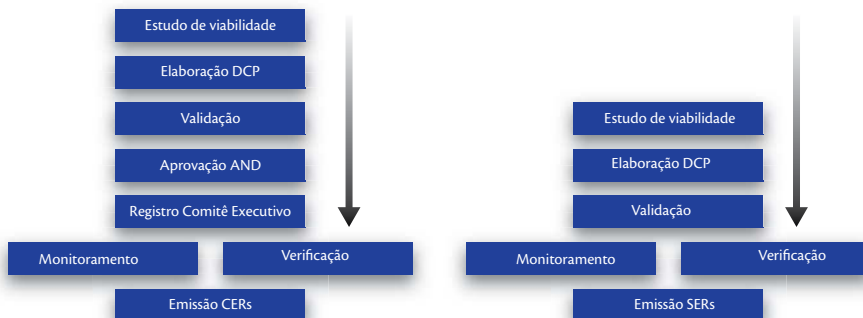 Estudo de viabilidade
Elaboração DCP
Validação
Aprovação AND
Registro Comitê Executivo
Monitoramento
Verificação
Emissão CERs
Estudo de viabilidade
Elaboração DCP
Validação
Monitoramento
Verificação
Emissão SERs